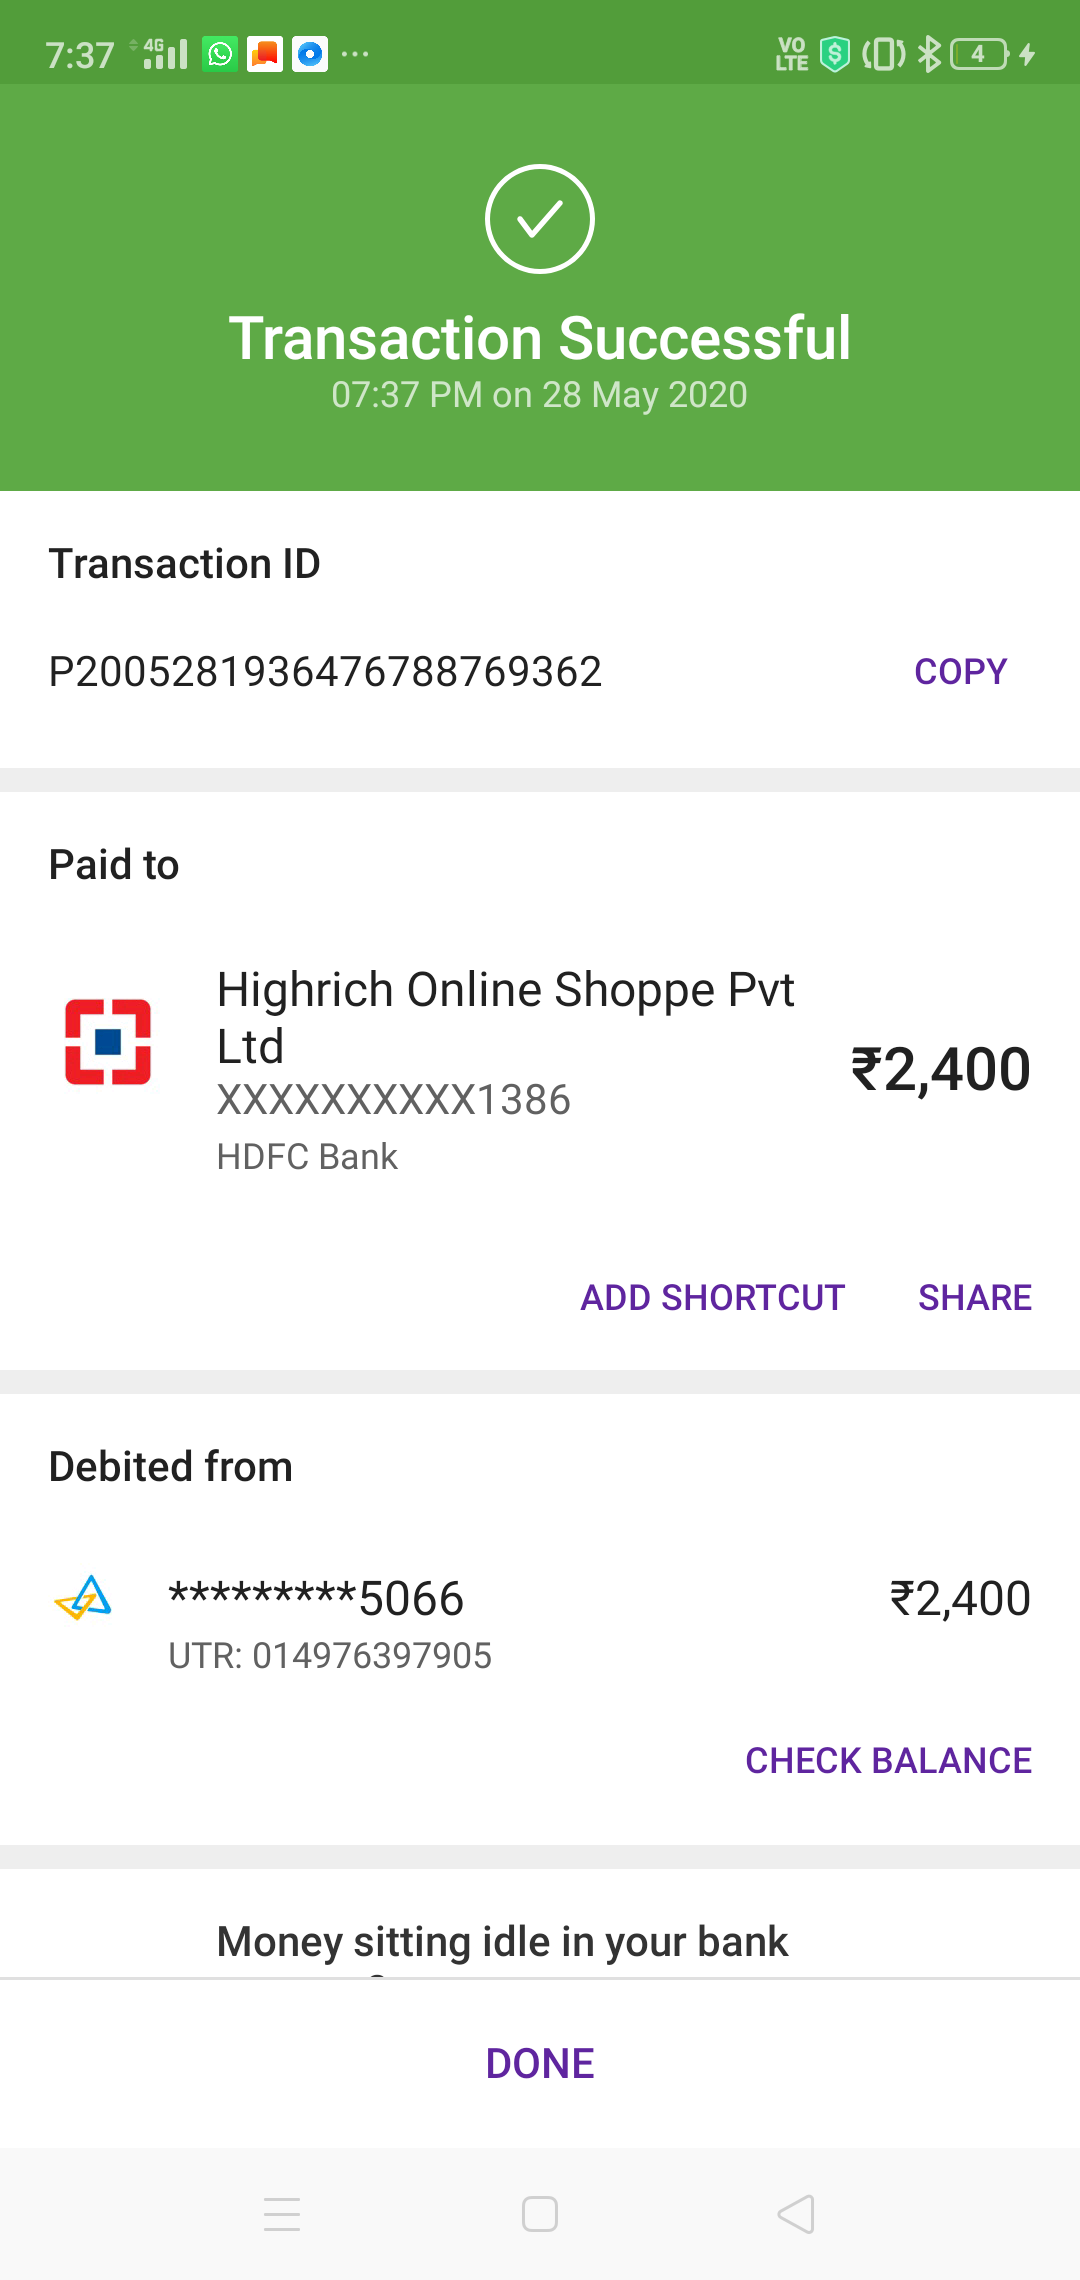 7:37 4G VO LTE 4
Transaction Successful
07:37 PM on 28 May 2020
Transaction ID
P2005281936476788769362 COPY
Paid to
Highrich Online Shoppe Pvt
Ltd
₹2,400
XXXXXXXXXX1386
HDFC Bank
ADD SHORTCUT SHARE
Debited from
*********5066 ₹2,400
UTR: 014976397905
CHECK BALANCE
Money sitting idle in your bank
DONE